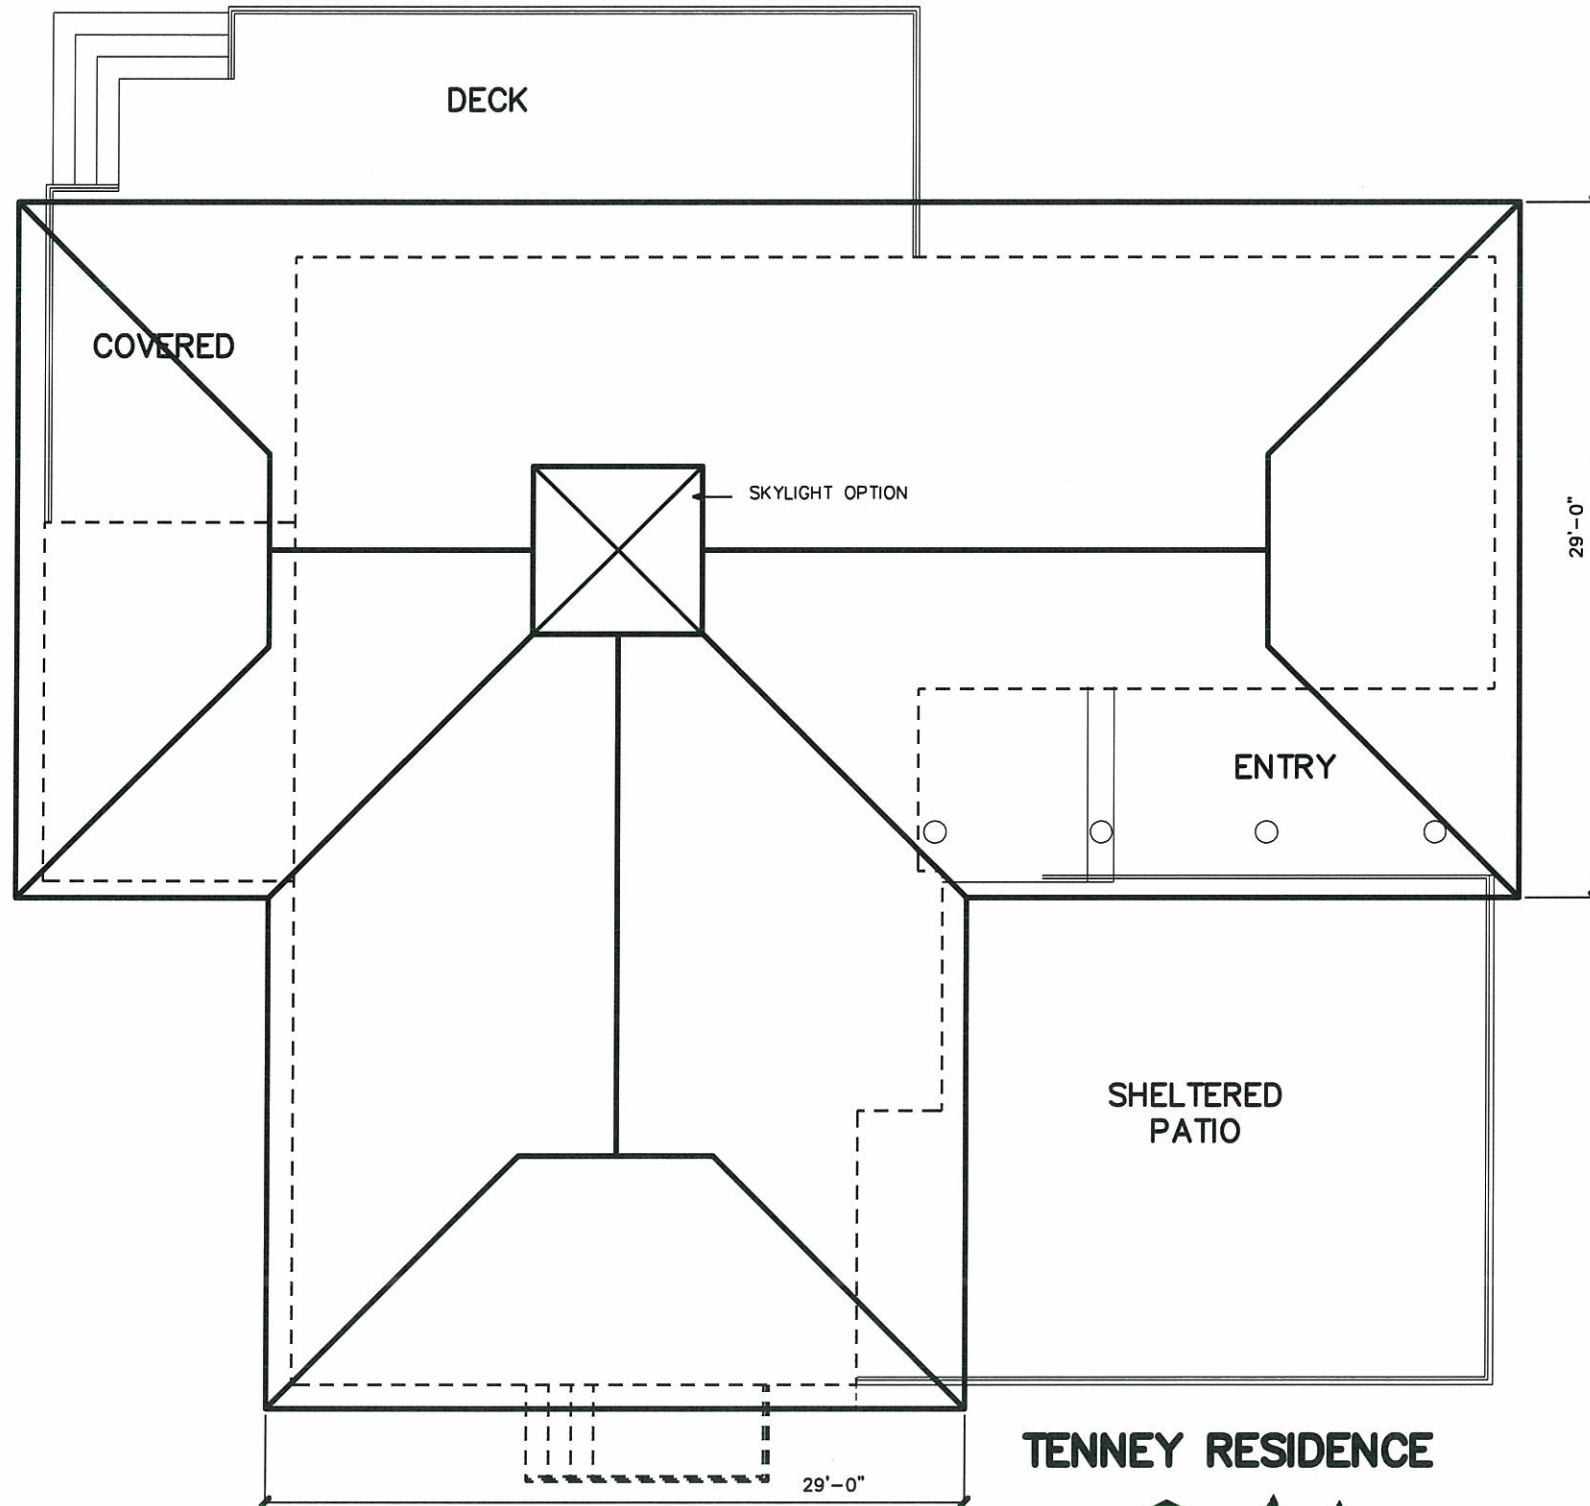 DECK
COVERED
SKYLIGHT OPTION
29'-0"
ENTRY
SHELTERED
PATIO
TENNEY RESIDENCE
29'-0"